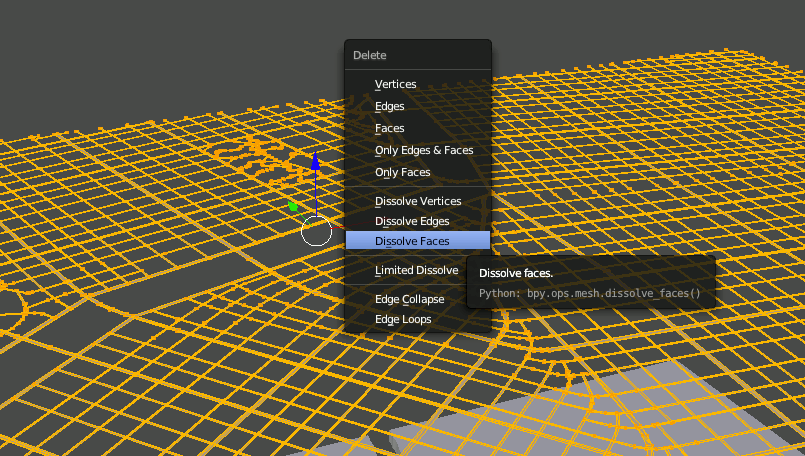 Delete
Vertices
Edges
Faces
Only Edges & Faces
Only Faces
Dissolve Vertices
Dissolve Edges
Dissolve Faces
Limited Dissolve
Dissolve faces.
Python: bpy.ops.mesh.dissolve_faces()
Edge Collapse
Edge Loops